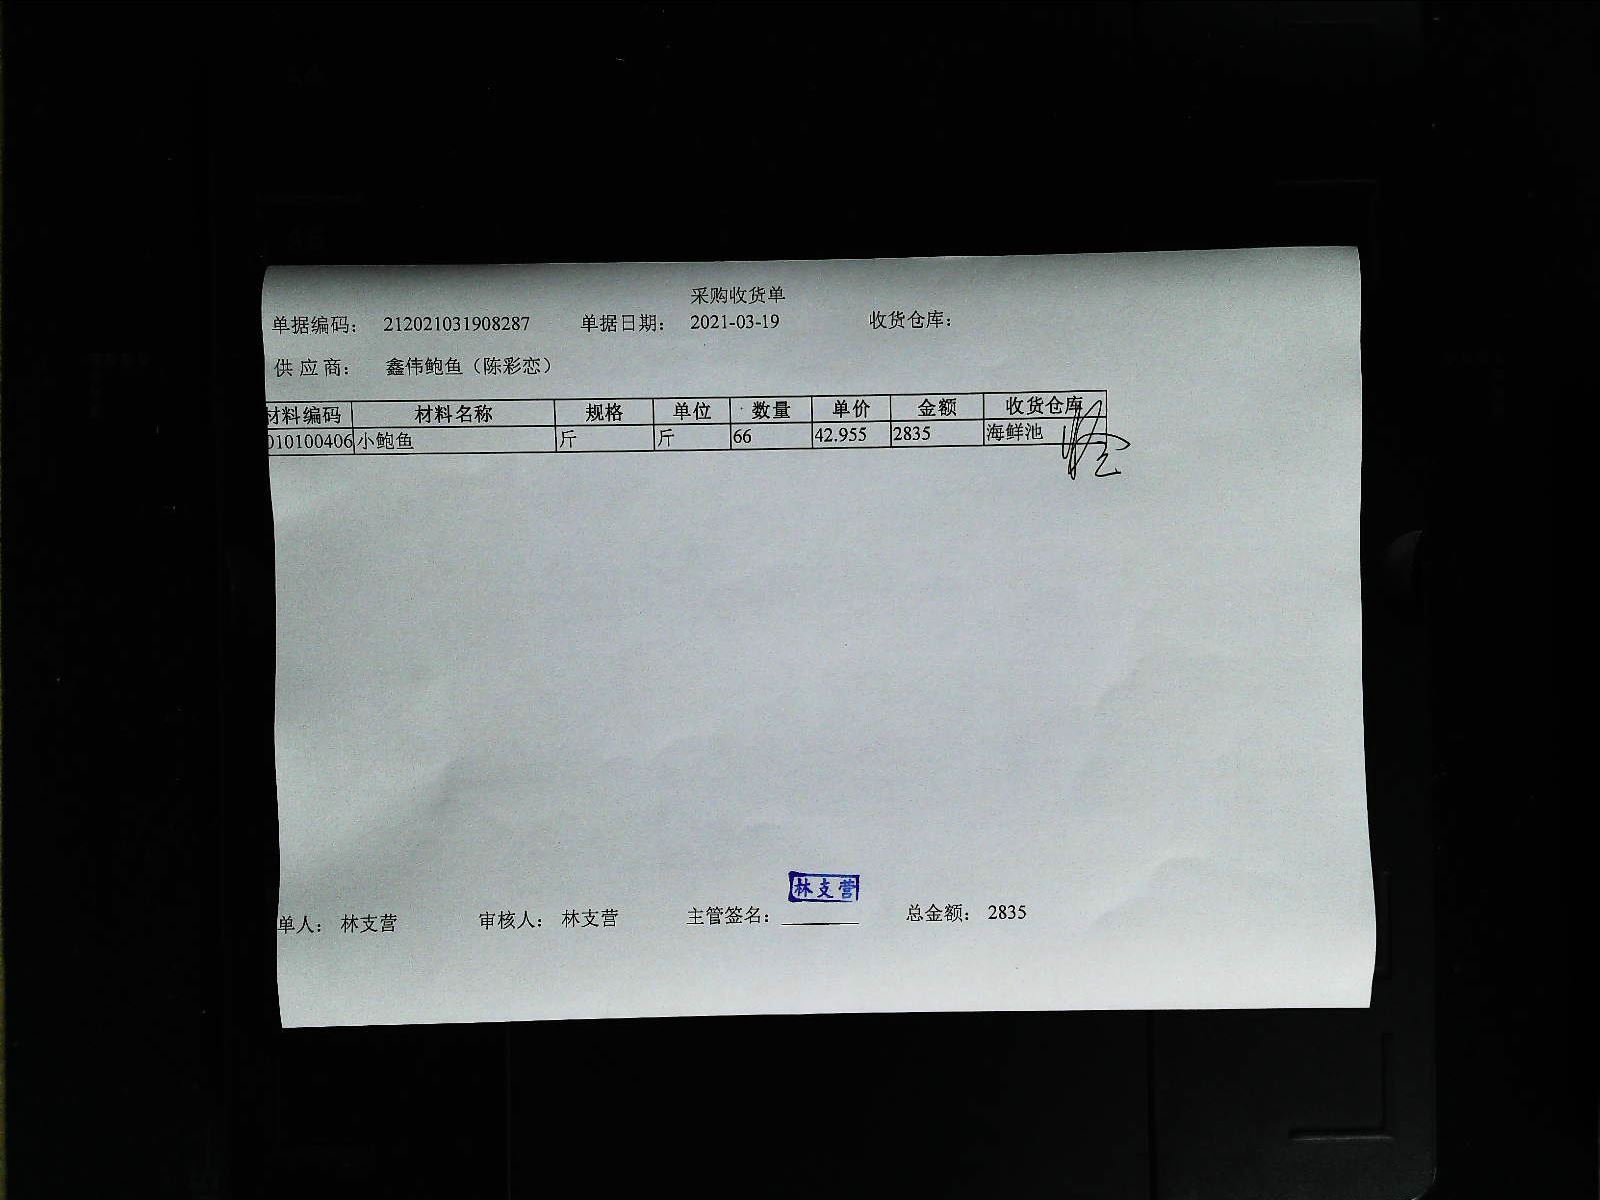 采购收货单
单据编码： 212021031908287 单据日期： 2021-03-19 收货仓库：
供应商： 鑫伟鲍鱼（陈彩恋）
材料编码 材料名称 规格 单位 数量 单价 金额 收货仓库
010100406 小鲍鱼 斤 斤 66 42.955 2835 海鲜池
林支营
单人： 林支营 审核人： 林支营 主管签名： 总金额： 2835